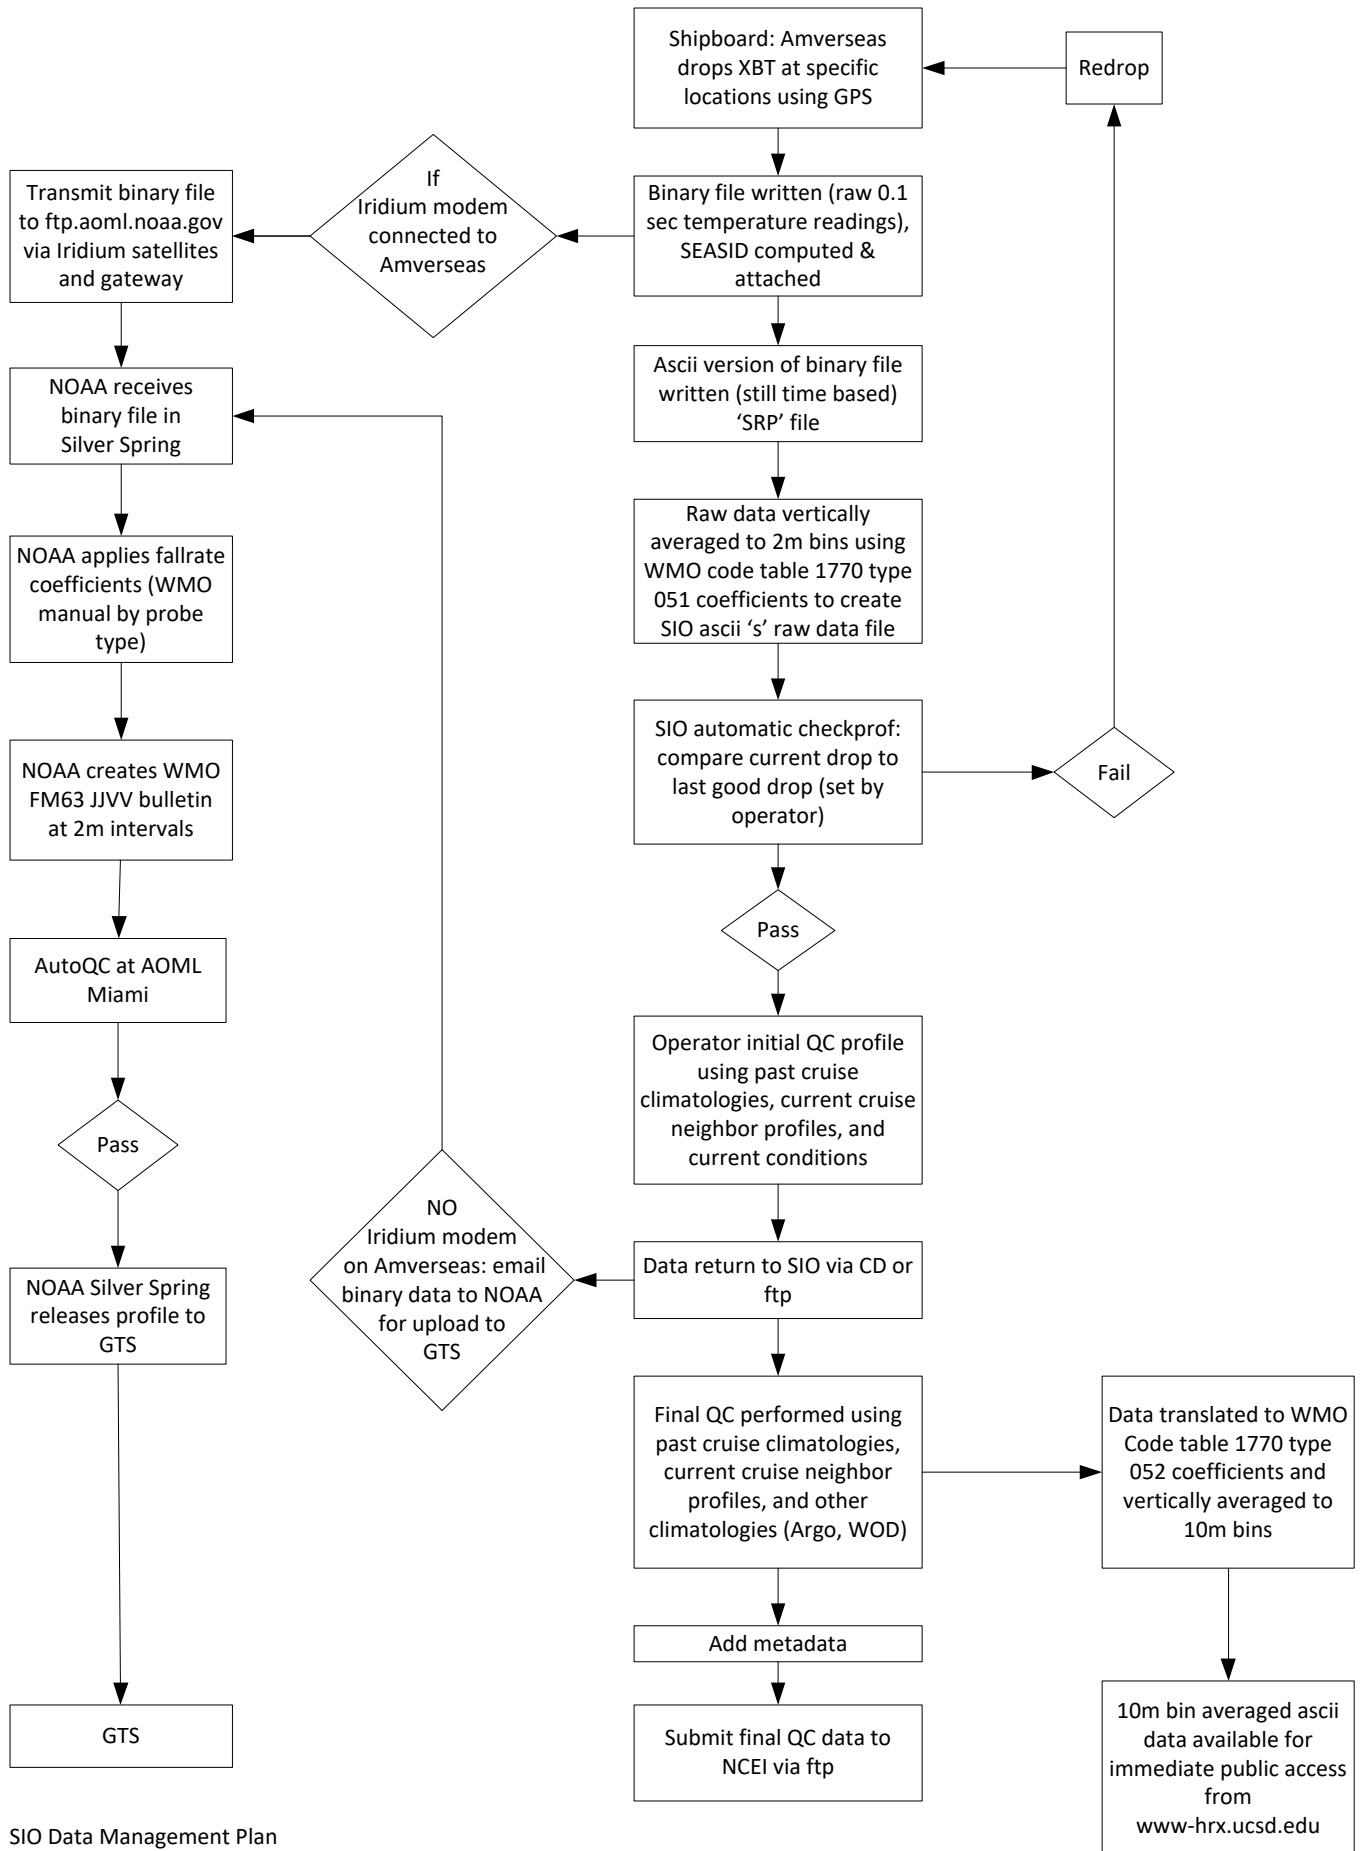 Shipboard: Amverseas
drops XBT at specific
locations using GPS
Redrop
If
Iridium modem
connected to
Amverseas
Transmit binary file
to ftp.aoml.noaa.gov
via Iridium satellites
and gateway
Binary file written (raw 0.1
sec temperature readings),
SEASID computed &
attached
Ascii version of binary file
written (still time based)
‘SRP’ file
NOAA receives
binary file in
Silver Spring
Raw data vertically
averaged to 2m bins using
WMO code table 1770 type
051 coefficients to create
SIO ascii ‘s’ raw data file
NOAA applies fallrate
coefficients (WMO
manual by probe
type)
SIO automatic checkprof:
compare current drop to
last good drop (set by
operator)
Fail
NOAA creates WMO
FM63 JJVV bulletin
at 2m intervals
Pass
AutoQC at AOML
Miami
Operator initial QC profile
using past cruise
climatologies, current cruise
neighbor profiles, and
current conditions
Pass
NO
Iridium modem
on Amverseas: email
binary data to NOAA
for upload to
GTS
Data return to SIO via CD or
ftp
NOAA Silver Spring
releases profile to
GTS
Final QC performed using
past cruise climatologies,
current cruise neighbor
profiles, and other
climatologies (Argo, WOD)
Data translated to WMO
Code table 1770 type
052 coefficients and
vertically averaged to
10m bins
Add metadata
GTS
Submit final QC data to
NCEI via ftp
10m bin averaged ascii
data available for
immediate public access
from
www-hrx.ucsd.edu
SIO Data Management Plan